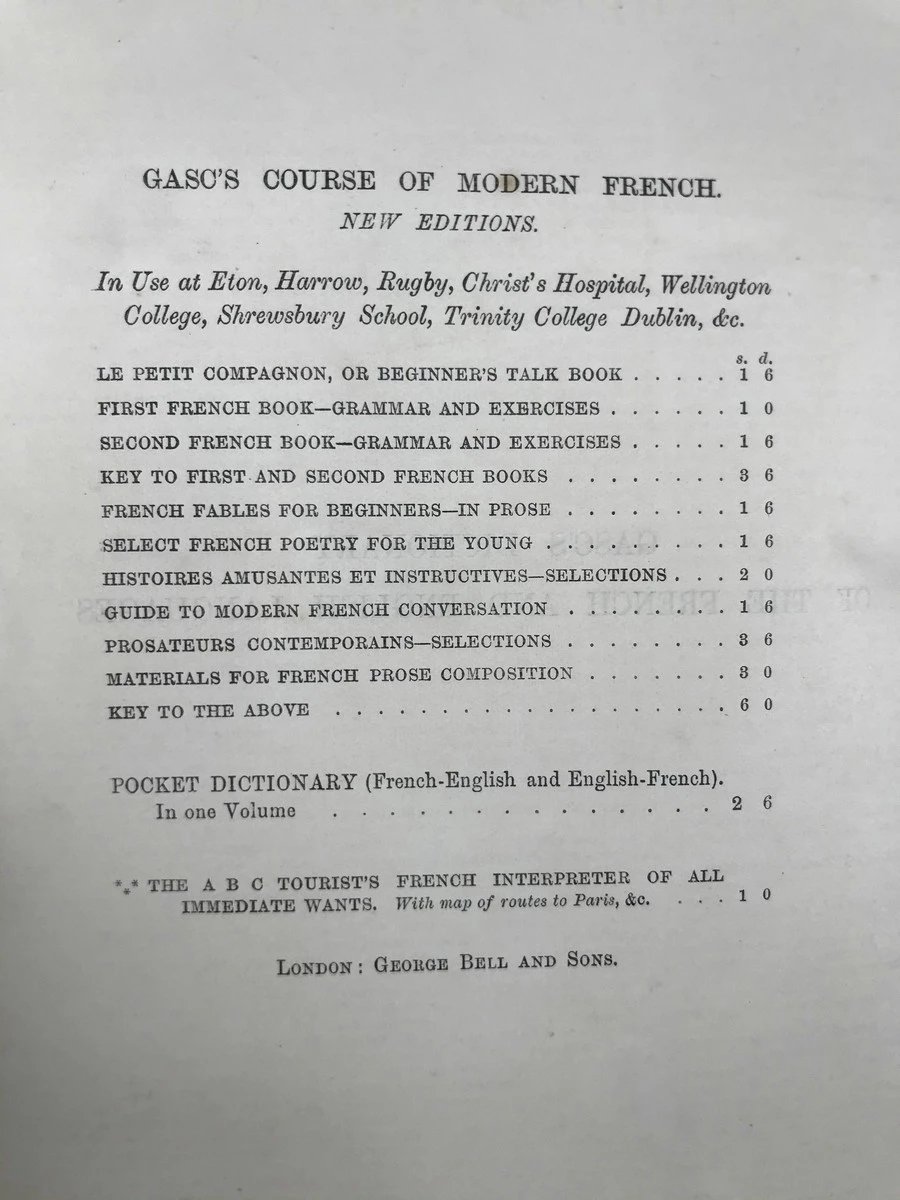 GASC'S COURSE OF MODERN FRENCH.
NEW EDITIONS.
In Use at Eton, Harrow, Rugby, Christ's Hospital, Wellington
College, Shrewsbury School, Trinity College Dublin, &c.
s. d.
LE PETIT COMPAGNON, OR BEGINNER'S TALK BOOK . . . . . 1 6
FIRST FRENCH BOOK—GRAMMAR AND EXERCISES . . . . . . 1 0
SECOND FRENCH BOOK—GRAMMAR AND EXERCISES . . . . . 1 6
KEY TO FIRST AND SECOND FRENCH BOOKS . . . . . . . . 3 6
FRENCH FABLES FOR BEGINNERS—IN PROSE . . . . . . . . 1 6
SELECT FRENCH POETRY FOR THE YOUNG . . . . . . . . . 1 6
HISTOIRES AMUSANTES ET INSTRUCTIVES—SELECTIONS . . . 2 0
GUIDE TO MODERN FRENCH CONVERSATION . . . . . . . . 1 6
PROSATEURS CONTEMPORAINS—SELECTIONS . . . . . . . . 3 6
MATERIALS FOR FRENCH PROSE COMPOSITION . . . . . . . 3 0
KEY TO THE ABOVE . . . . . . . . . . . . . . . . . . . 6 0
POCKET DICTIONARY (French-English and English-French).
In one Volume . . . . . . . . . . . . . . 2 6
*⁎* THE A B C TOURIST'S FRENCH INTERPRETER OF ALL
IMMEDIATE WANTS. With map of routes to Paris, &c. . . . . 1 0
LONDON: GEORGE BELL AND SONS.